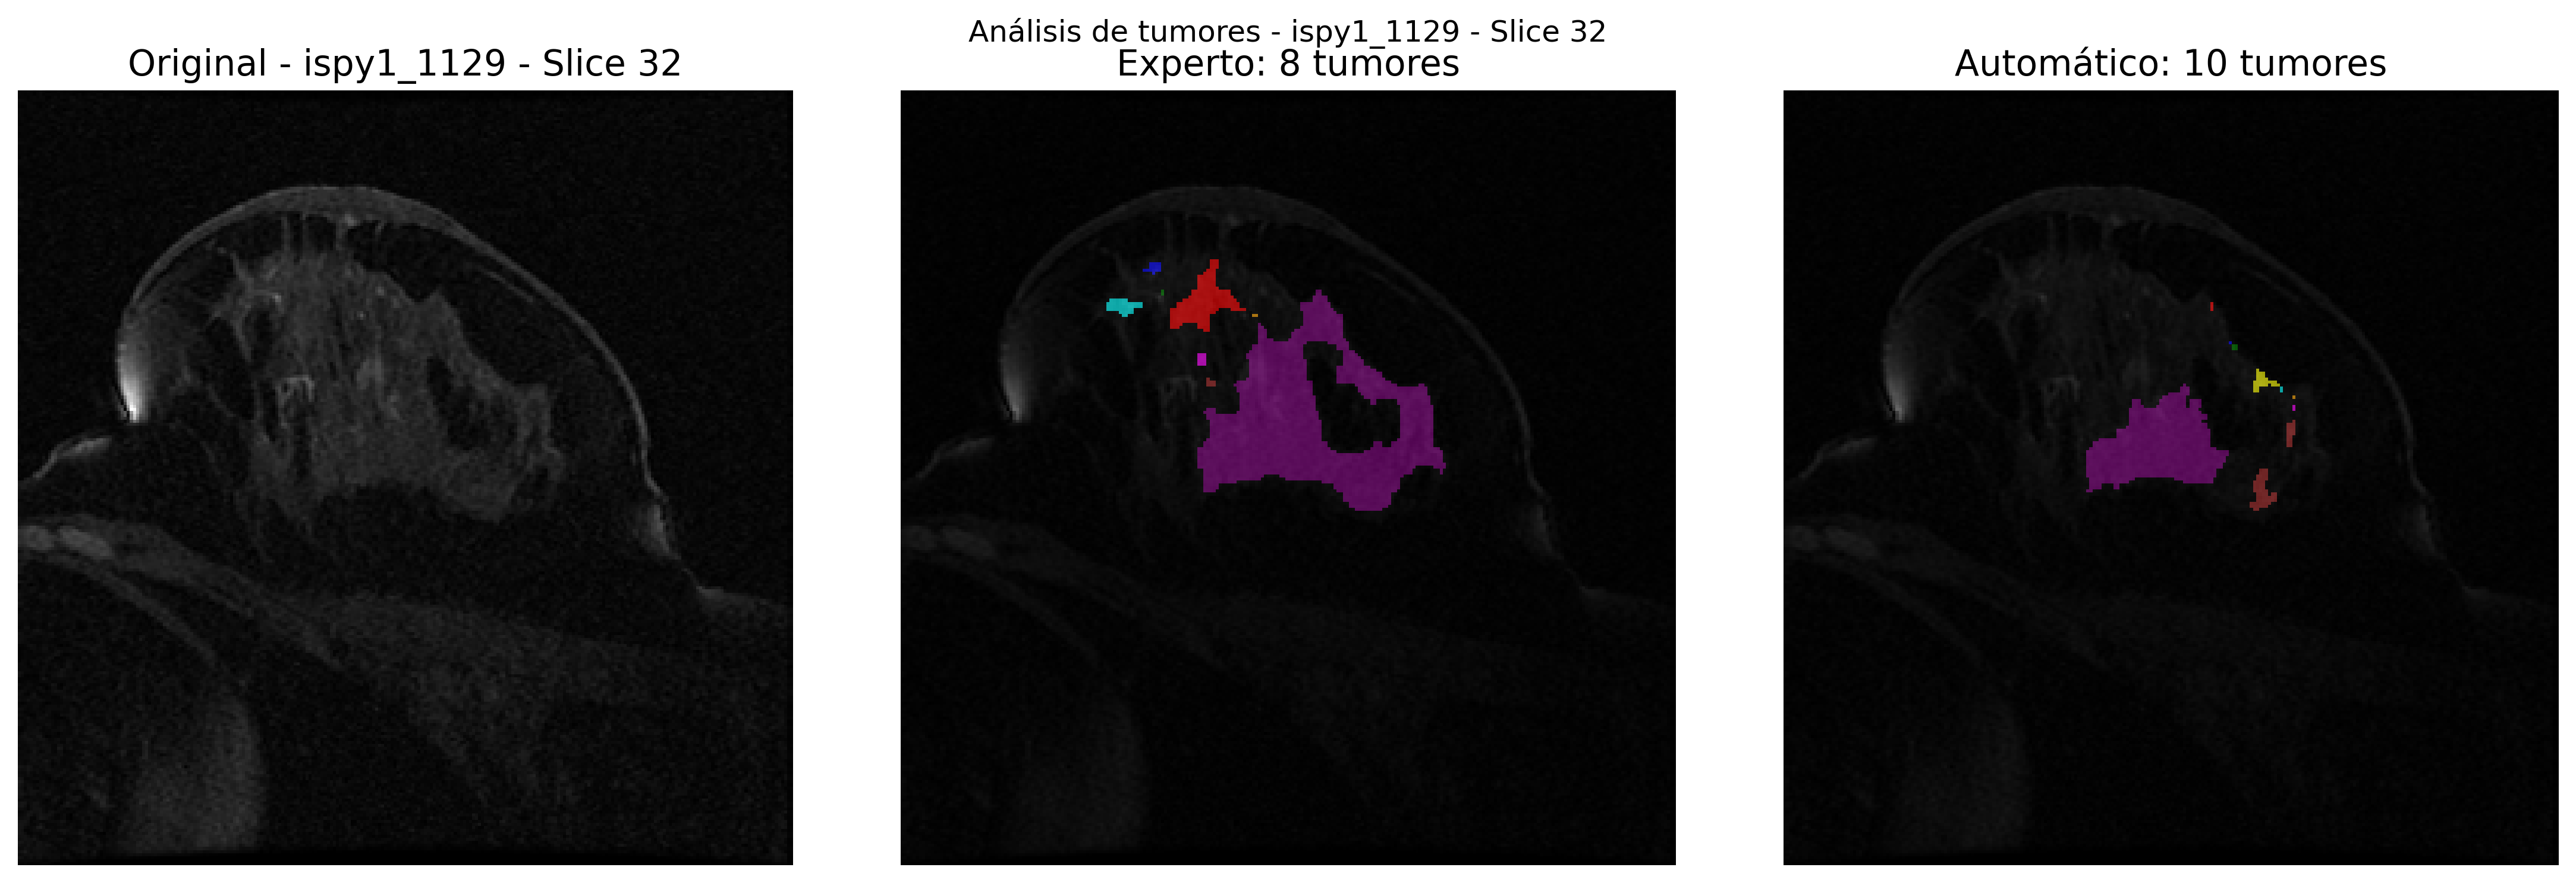 Análisis de tumores - ispy1_1129 - Slice 32
Original - ispy1_1129 - Slice 32
Experto: 8 tumores
Automático: 10 tumores